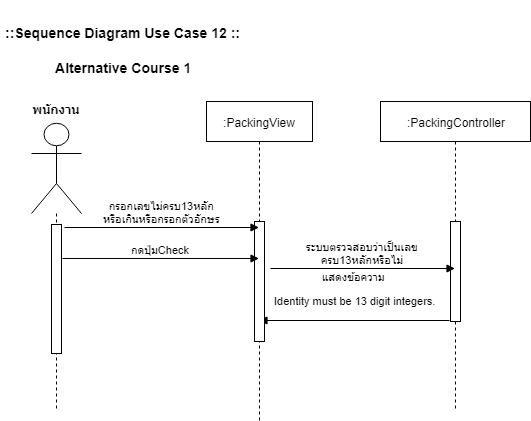 ::Sequence Diagram Use Case 12 ::
Alternative Course 1
พนักงาน
:PackingView
:PackingController
กรอกเลขไม่ครบ13หลัก
หรือเกินหรือกรอกตัวอักษร
กดปุ่มCheck
ระบบตรวจสอบว่าเป็นเลข
ครบ13หลักหรือไม่
แสดงข้อความ
Identity must be 13 digit integers.